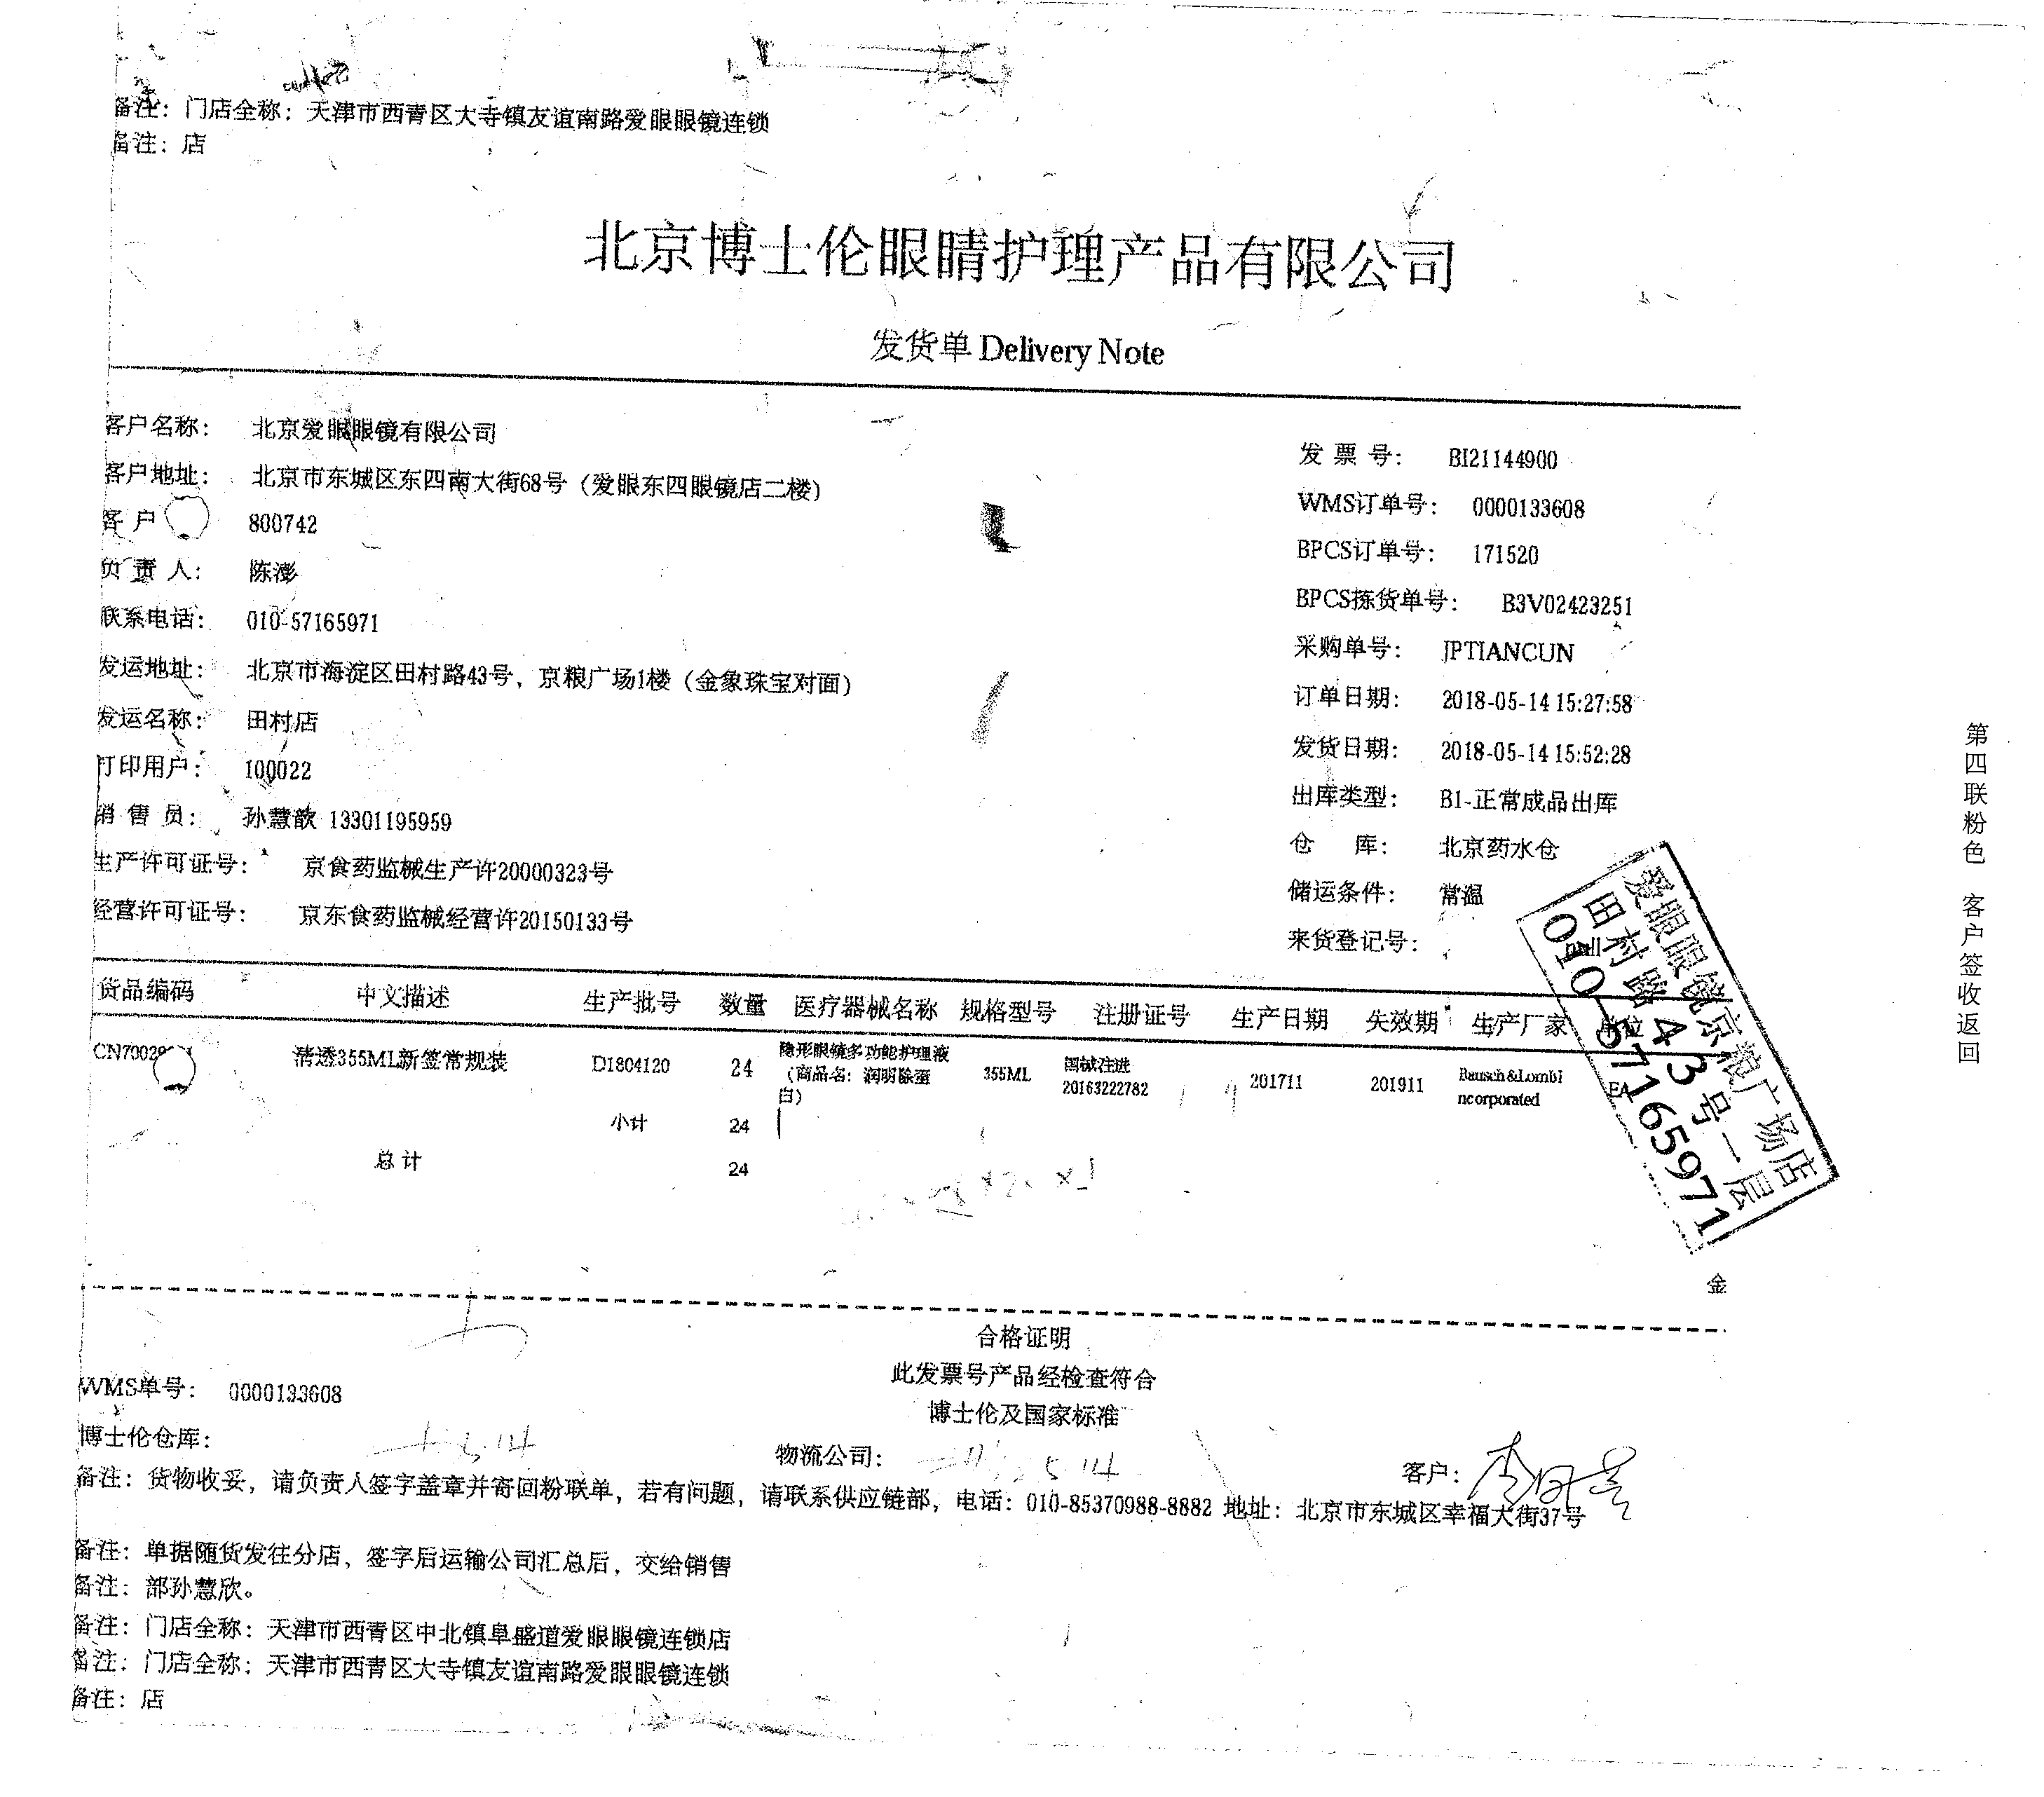 备注：门店全称：天津市西青区大寺镇友谊南路爱眼眼镜连锁
备注：店
北京博士伦眼睛护理产品有限公司
发货单 Delivery Note
客户名称： 北京爱眼眼镜有限公司
客户地址： 北京市东城区东四南大街68号（爱眼东四眼镜店二楼）
客 户 800742
负 责 人： 陈澎
联系电话： 010-57165971
发运地址： 北京市海淀区田村路43号，京粮广场1楼（金象珠宝对面）
发运名称： 田村店
打印用户： 100022
销 售 员： 孙慧歆 13301195959
生产许可证号： 京食药监械生产许20000323号
经营许可证号： 京东食药监械经营许20150133号
发 票 号： BI21144900
WMS订单号： 0000133608
BPCS订单号： 171520
BPCS拣货单号： B3V02423251
采购单号： JPTIANCUN
订单日期： 2018-05-14 15:27:58
发货日期： 2018-05-14 15:52:28
出库类型： B1-正常成品出库
仓 库： 北京药水仓
储运条件： 常温
来货登记号：
爱眼眼镜京粮广场店
田村路43号一层
010-57165971
货品编码 中文描述 生产批号 数量 医疗器械名称 规格型号 注册证号 生产日期 失效期 生产厂家 单位
清透355ML新签常规装 D1804120 24 隐形眼镜多功能护理液（商品名：润明除蛋白） 355ML 国械注进20163222782 201711 201911 Bausch&LombIncorporated EA
小计 24
总计 24
金
合格证明
此发票号产品经检查符合
博士伦及国家标准
WMS单号： 0000133608
博士伦仓库： 5.14
物流公司： 5.14
客户：
备注：货物收妥，请负责人签字盖章并寄回粉联单，若有问题，请联系供应链部，电话：010-85370988-8882 地址：北京市东城区幸福大街37号
备注：单据随货发往分店，签字后运输公司汇总后，交给销售
备注：部孙慧欣。
备注：门店全称：天津市西青区中北镇阜盛道爱眼眼镜连锁店
备注：门店全称：天津市西青区大寺镇友谊南路爱眼眼镜连锁
备注：店
第四联粉色 客户签收返回